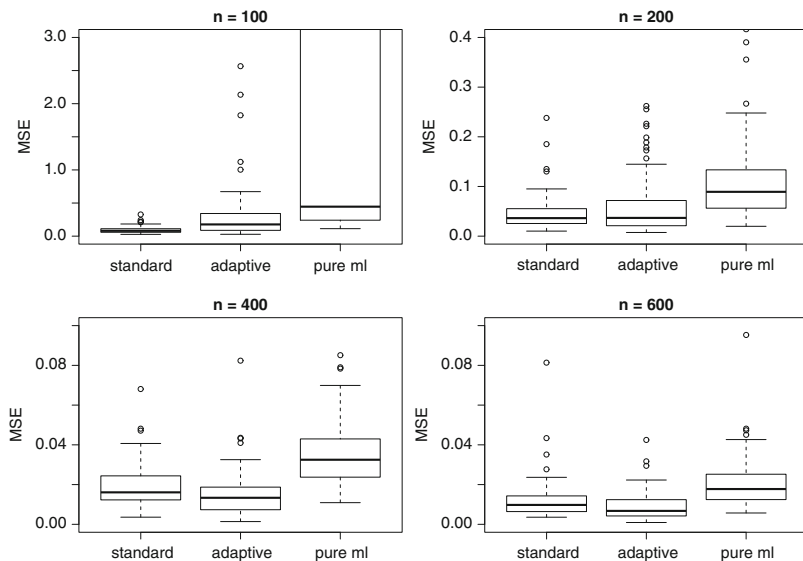 n = 100
MSE
3.0
2.0
1.0
0.0
standard adaptive pure ml
n = 200
MSE
0.4
0.3
0.2
0.1
0.0
standard adaptive pure ml
n = 400
MSE
0.08
0.04
0.00
standard adaptive pure ml
n = 600
MSE
0.08
0.04
0.00
standard adaptive pure ml